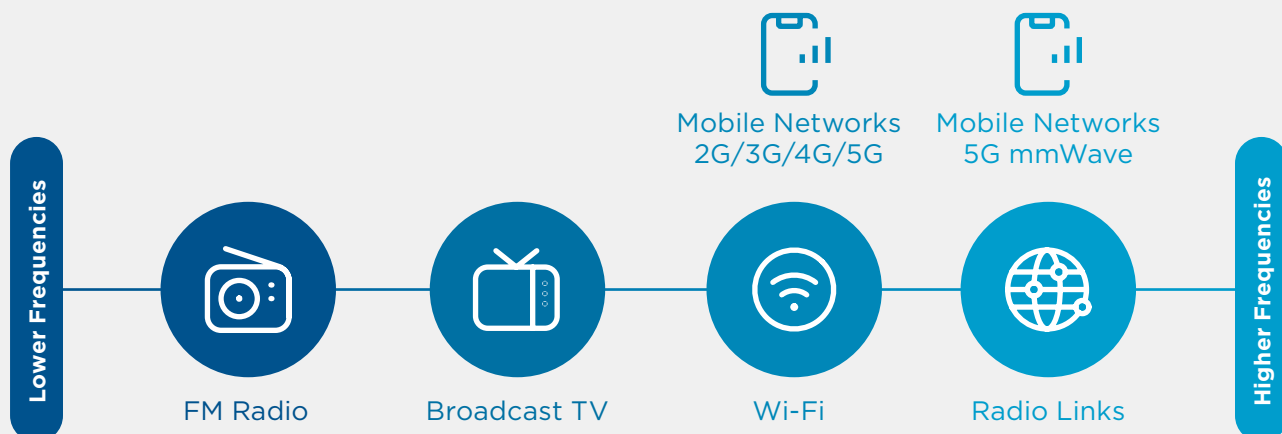 Mobile Networks
2G/3G/4G/5G
Mobile Networks
5G mmWave
Lower Frequencies
Higher Frequencies
FM Radio
Broadcast TV
Wi-Fi
Radio Links